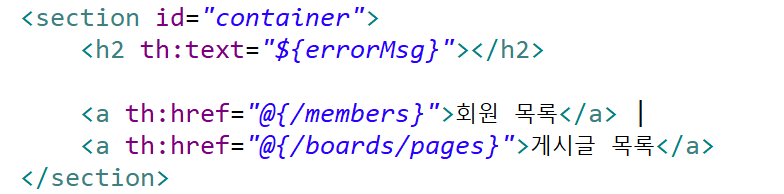 <section id="container">
    <h2 th:text="${errorMsg}"></h2>

    <a th:href="@{/members}">회원 목록</a> |
    <a th:href="@{/boards/pages}">게시글 목록</a>
</section>